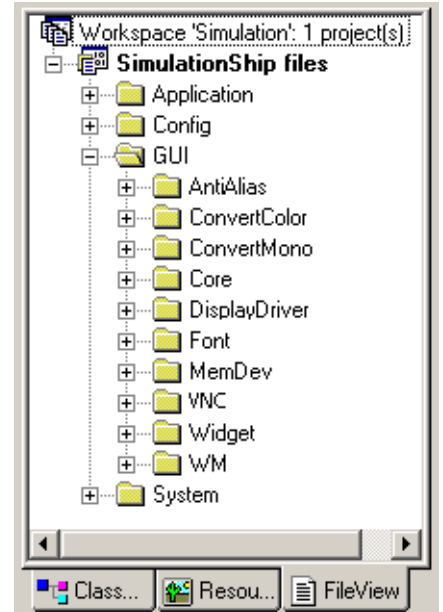 Workspace 'Simulation': 1 project(s)
SimulationShip files
Application
Config
GUI
AntiAlias
ConvertColor
ConvertMono
Core
DisplayDriver
Font
MemDev
VNC
Widget
WM
System
Class... Resou... FileView